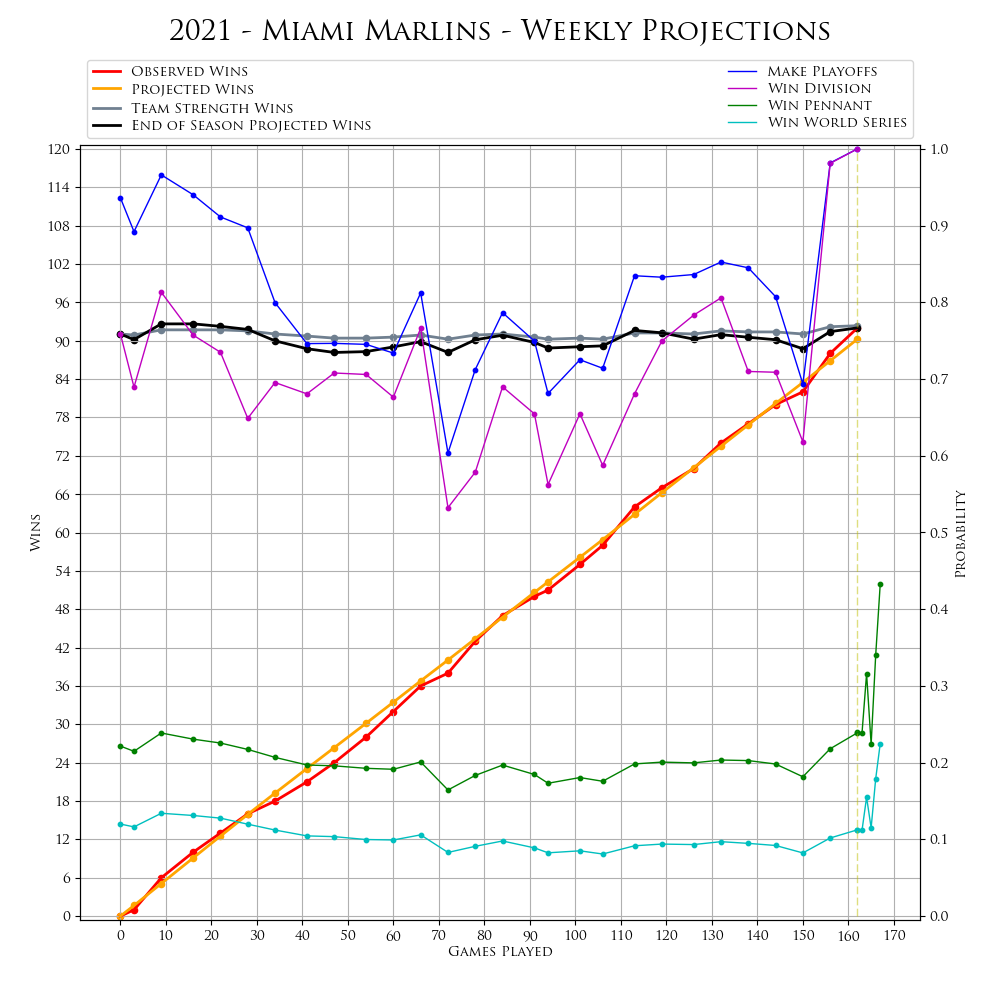 2021 - Miami Marlins - Weekly Projections
Observed Wins
Projected Wins
Team Strength Wins
End of Season Projected Wins
Make Playoffs
Win Division
Win Pennant
Win World Series
120
114
108
102
96
90
84
78
72
66
60
54
48
42
36
30
24
18
12
6
0
Wins
1.0
0.9
0.8
0.7
0.6
0.5
0.4
0.3
0.2
0.1
0.0
Probability
0 10 20 30 40 50 60 70 80 90 100 110 120 130 140 150 160 170
Games Played